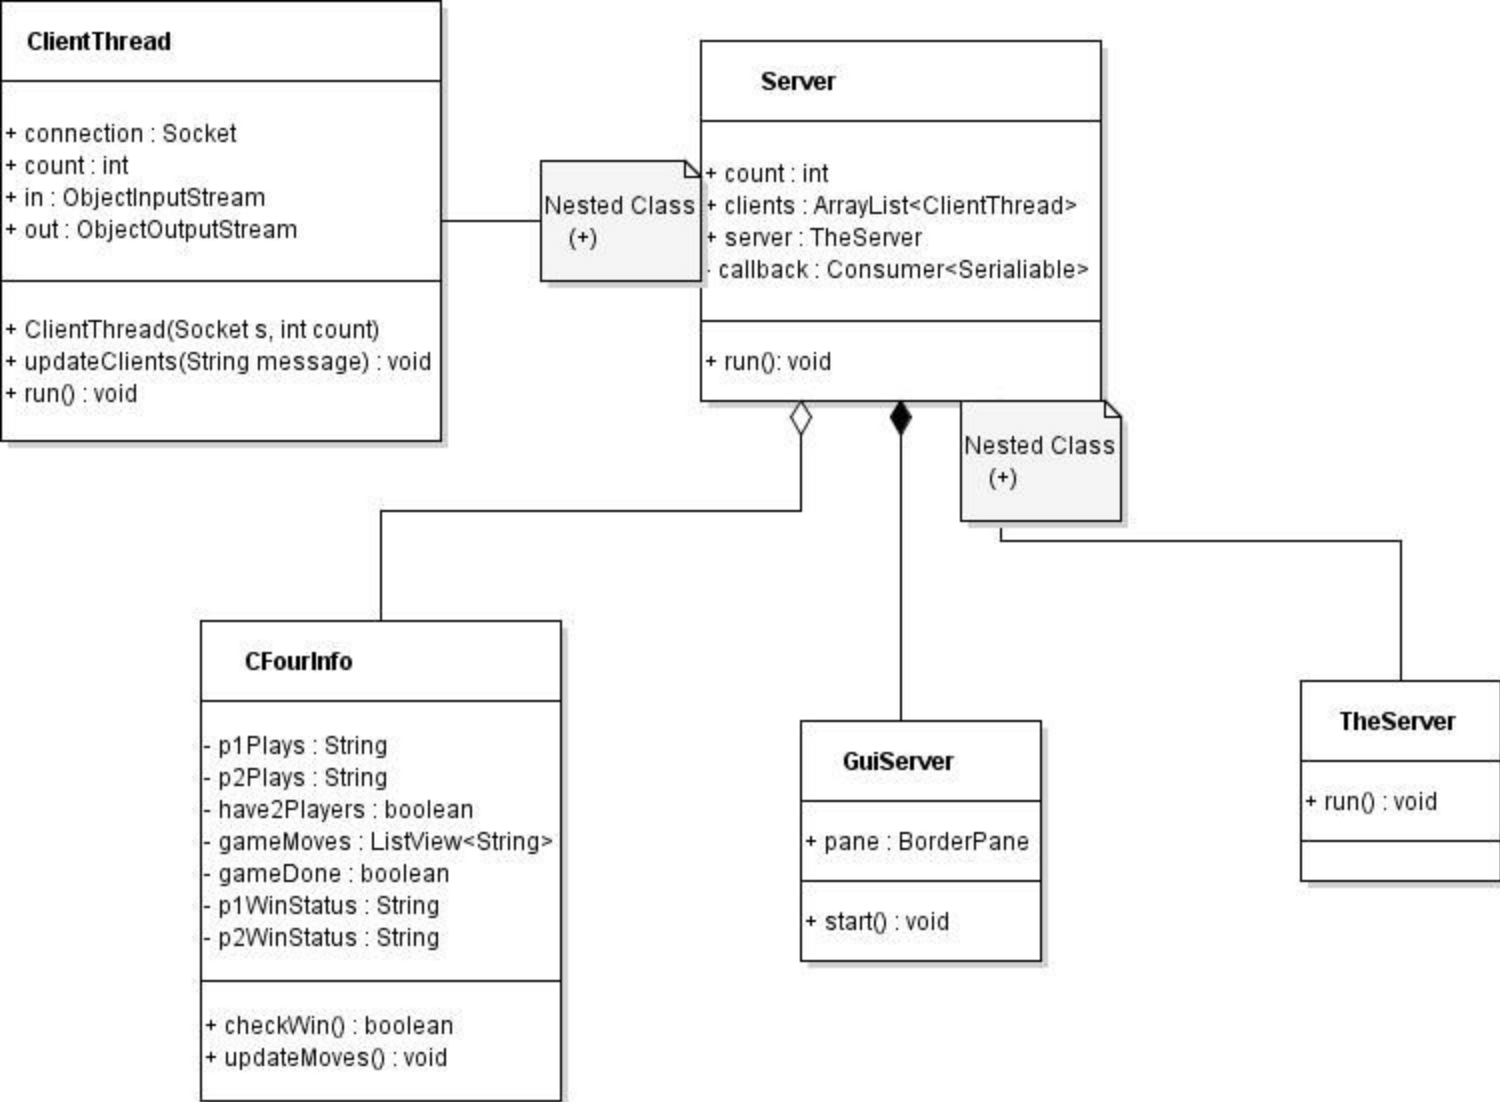 ClientThread
+ connection : Socket
+ count : int
+ in : ObjectInputStream
+ out : ObjectOutputStream
+ ClientThread(Socket s, int count)
+ updateClients(String message) : void
+ run() : void
Nested Class
(+)
Server
+ count : int
+ clients : ArrayList<ClientThread>
+ server : TheServer
- callback : Consumer<Serialiable>
+ run(): void
Nested Class
(+)
CFourInfo
- p1Plays : String
- p2Plays : String
- have2Players : boolean
- gameMoves : ListView<String>
- gameDone : boolean
- p1WinStatus : String
- p2WinStatus : String
+ checkWin() : boolean
+ updateMoves() : void
GuiServer
+ pane : BorderPane
+ start() : void
TheServer
+ run() : void